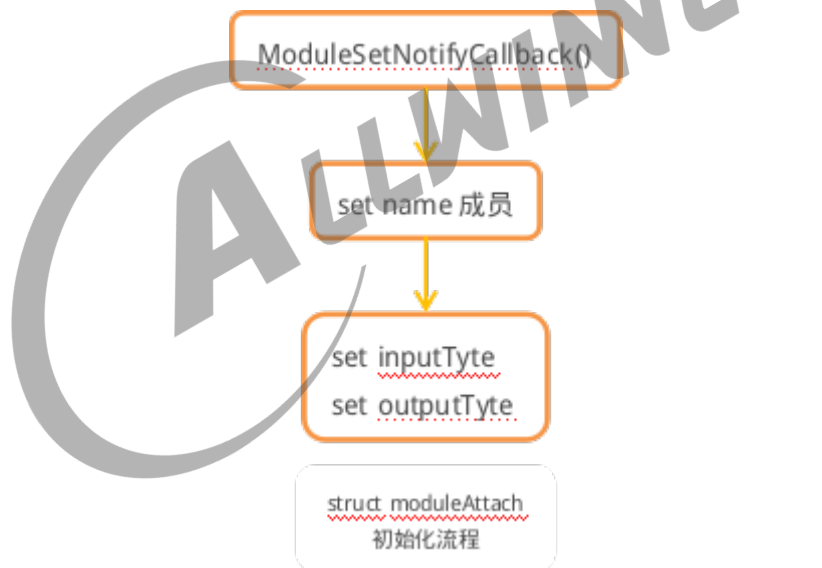 ModuleSetNotifyCallback()
set name 成员
set inputTyte
set outputTyte
struct moduleAttach
初始化流程